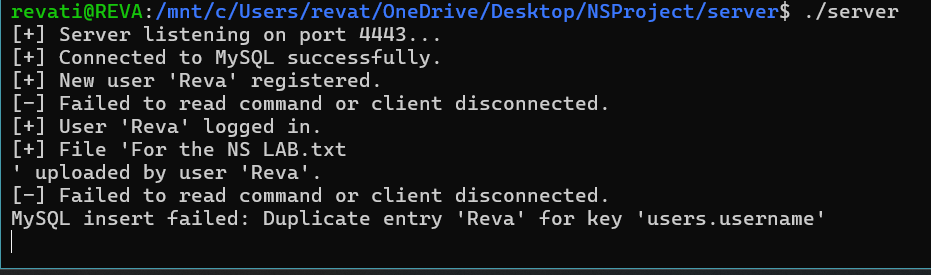 revati@REVA:/mnt/c/Users/revat/OneDrive/Desktop/NSProject/server$ ./server
[+] Server listening on port 4443...
[+] Connected to MySQL successfully.
[+] New user 'Reva' registered.
[-] Failed to read command or client disconnected.
[+] User 'Reva' logged in.
[+] File 'For the NS LAB.txt
' uploaded by user 'Reva'.
[-] Failed to read command or client disconnected.
MySQL insert failed: Duplicate entry 'Reva' for key 'users.username'